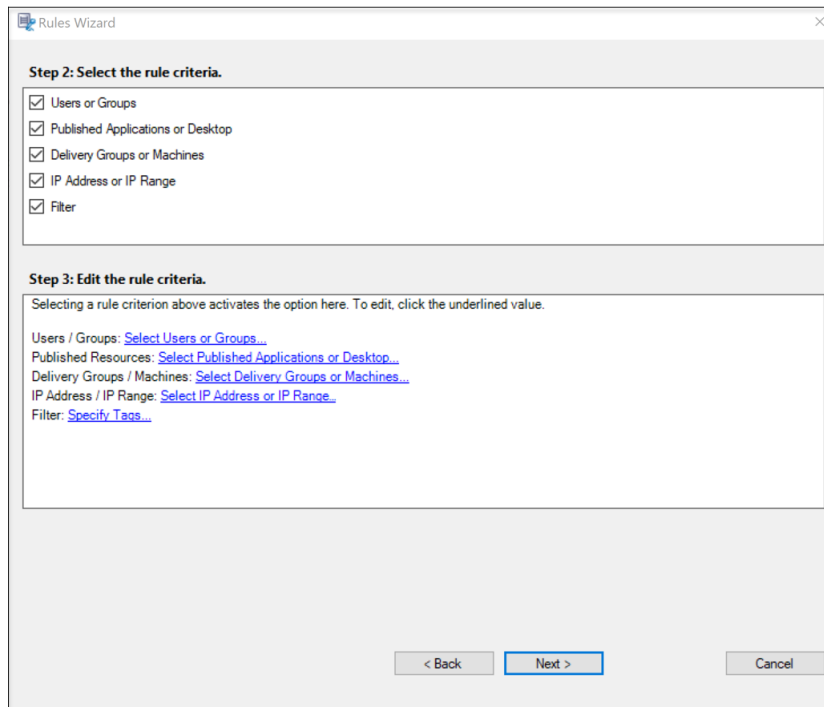 Rules Wizard
Step 2: Select the rule criteria.
Users or Groups
Published Applications or Desktop
Delivery Groups or Machines
IP Address or IP Range
Filter
Step 3: Edit the rule criteria.
Selecting a rule criterion above activates the option here. To edit, click the underlined value.
Users / Groups: Select Users or Groups...
Published Resources: Select Published Applications or Desktop...
Delivery Groups / Machines: Select Delivery Groups or Machines...
IP Address / IP Range: Select IP Address or IP Range..
Filter: Specify Tags...
< Back Next > Cancel